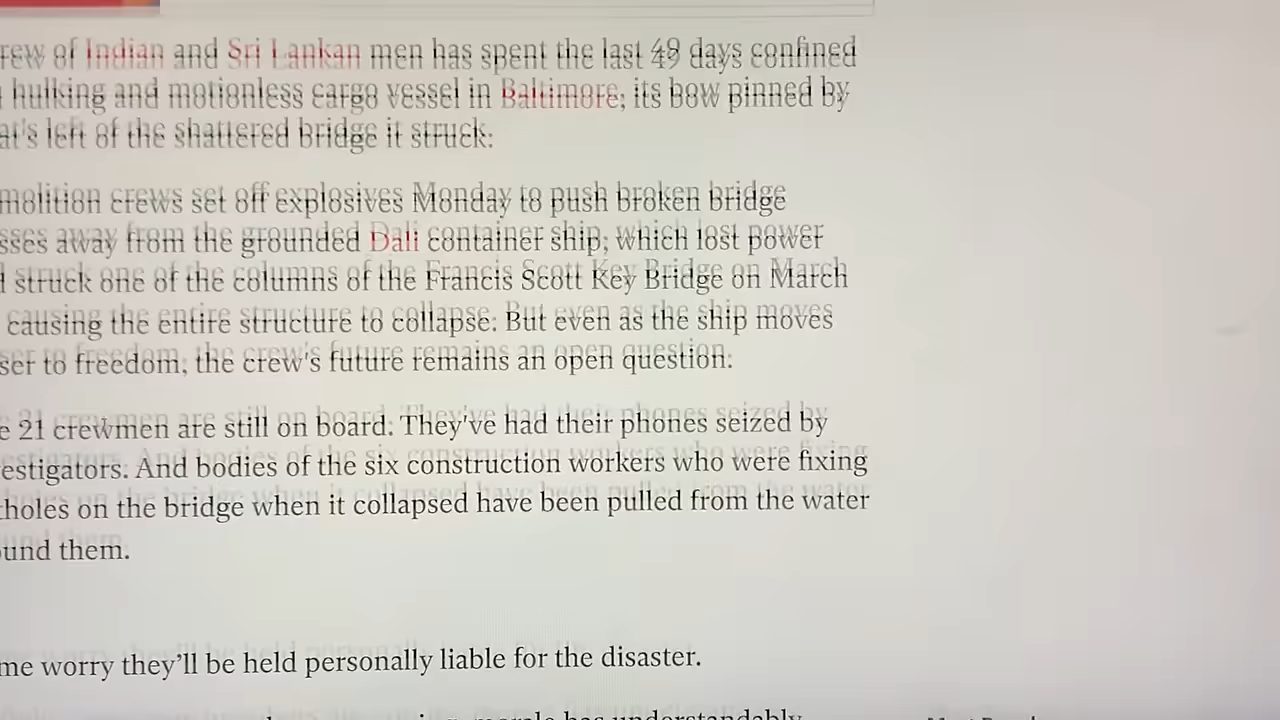 rew of Indian and Sri Lankan men has spent the last 49 days confined
hulking and motionless cargo vessel in Baltimore, its bow pinned by
at's left of the shattered bridge it struck.
molition crews set off explosives Monday to push broken bridge
sses away from the grounded Dali container ship, which lost power
struck one of the columns of the Francis Scott Key Bridge on March
causing the entire structure to collapse. But even as the ship moves
ser to freedom, the crew's future remains an open question.
e 21 crewmen are still on board. They've had their phones seized by
estigators. And bodies of the six construction workers who were fixing
holes on the bridge when it collapsed have been pulled from the water
ound them.
me worry they'll be held personally liable for the disaster.